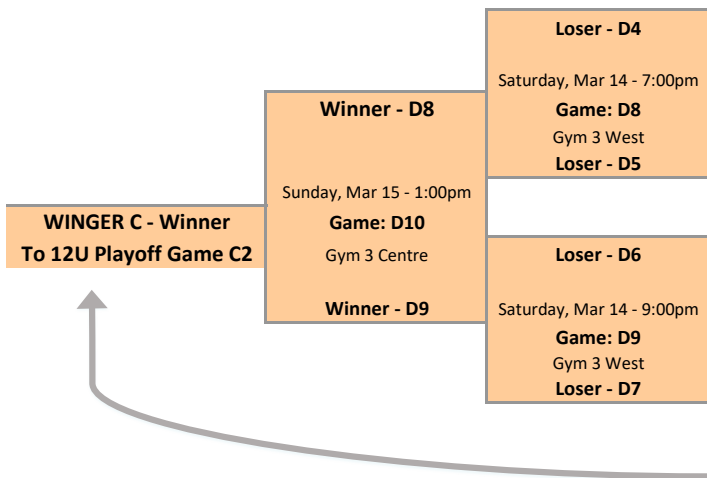 Loser - D4
Saturday, Mar 14 - 7:00pm
Game: D8
Gym 3 West
Loser - D5
Winner - D8
Sunday, Mar 15 - 1:00pm
Game: D10
Gym 3 Centre
Winner - D9
WINGER C - Winner
To 12U Playoff Game C2
Loser - D6
Saturday, Mar 14 - 9:00pm
Game: D9
Gym 3 West
Loser - D7